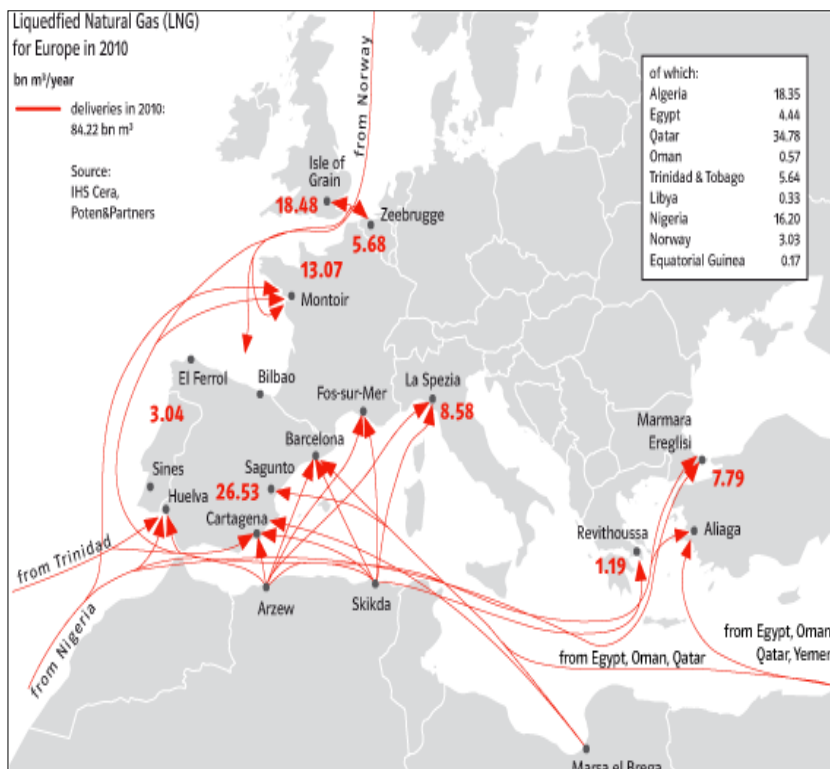 Liquedfied Natural Gas (LNG)
for Europe in 2010
bn m³/year
deliveries in 2010:
84.22 bn m³
Source:
IHS Cera,
Poten&Partners
from Norway
of which:
Algeria 18.35
Egypt 4.44
Qatar 34.78
Oman 0.57
Trinidad & Tobago 5.64
Libya 0.33
Nigeria 16.20
Norway 3.03
Equatorial Guinea 0.17
Isle of
Grain
18.48
Zeebrugge
5.68
13.07
Montoir
El Ferrol
Bilbao
Fos-sur-Mer
La Spezia
8.58
3.04
Barcelona
Marmara
Ereglisi
7.79
Sines
Sagunto
26.53
Huelva
Cartagena
Revithoussa
1.19
Aliaga
from Trinidad
Arzew
Skikda
from Nigeria
from Egypt, Oman, Qatar
from Egypt, Oman,
Qatar, Yemen
Marsa el Brega